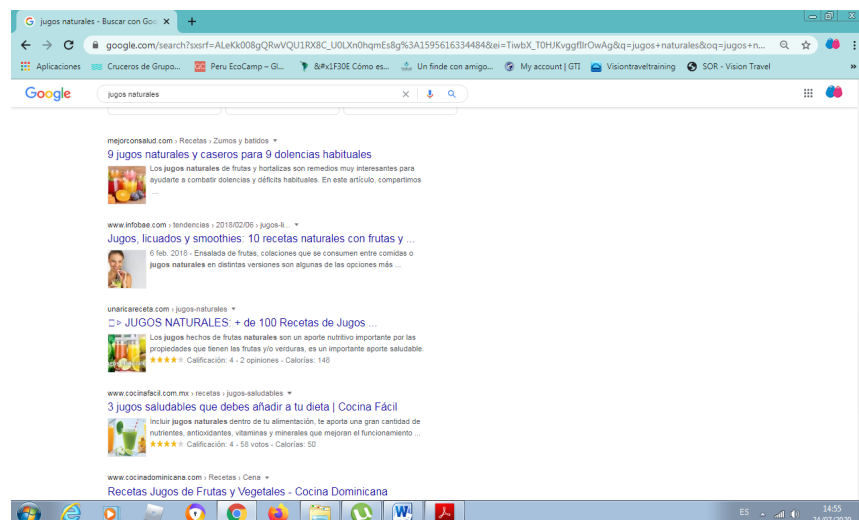 jugos naturales - Buscar con Goo
google.com/search?sxsrf=ALeKk008gQRwVQU1RX8C_U0LXn0hqmEs8g%3A1595616334484&ei=TiwbX_T0HJKvggfIlrOwAg&q=jugos+naturales&oq=jugos+n...
Aplicaciones Cruceros de Grupo... Peru EcoCamp – Gl... &#x1F30E Cómo es... Un finde con amigo... My account | GTI Visiontraveltraining SOR - Vision Travel »
Google jugos naturales
mejorconsalud.com › Recetas › Zumos y batidos
9 jugos naturales y caseros para 9 dolencias habituales
Los jugos naturales de frutas y hortalizas son remedios muy interesantes para
ayudarte a combatir dolencias y déficits habituales. En este artículo, compartimos
...
www.infobae.com › tendencias › 2018/02/06 › jugos-li...
Jugos, licuados y smoothies: 10 recetas naturales con frutas y ...
6 feb. 2018 - Ensalada de frutas, colaciones que se consumen entre comidas o
jugos naturales en distintas versiones son algunas de las opciones más ...
unaricareceta.com › jugos-naturales
▷ JUGOS NATURALES: + de 100 Recetas de Jugos ...
Los jugos hechos de frutas naturales son un aporte nutritivo importante por las
propiedades que tienen las frutas y/o verduras, es un importante aporte saludable.
Calificación: 4 - 2 opiniones - Calorías: 146
www.cocinafacil.com.mx › recetas › jugos-saludables
3 jugos saludables que debes añadir a tu dieta | Cocina Fácil
Incluir jugos naturales dentro de tu alimentación, te aporta una gran cantidad de
nutrientes, antioxidantes, vitaminas y minerales que mejoran el funcionamiento ...
Calificación: 4 - 58 votos - Calorías: 50
www.cocinadominicana.com › Recetas › Cena
Recetas Jugos de Frutas y Vegetales - Cocina Dominicana
ES 14:55
24/07/2020